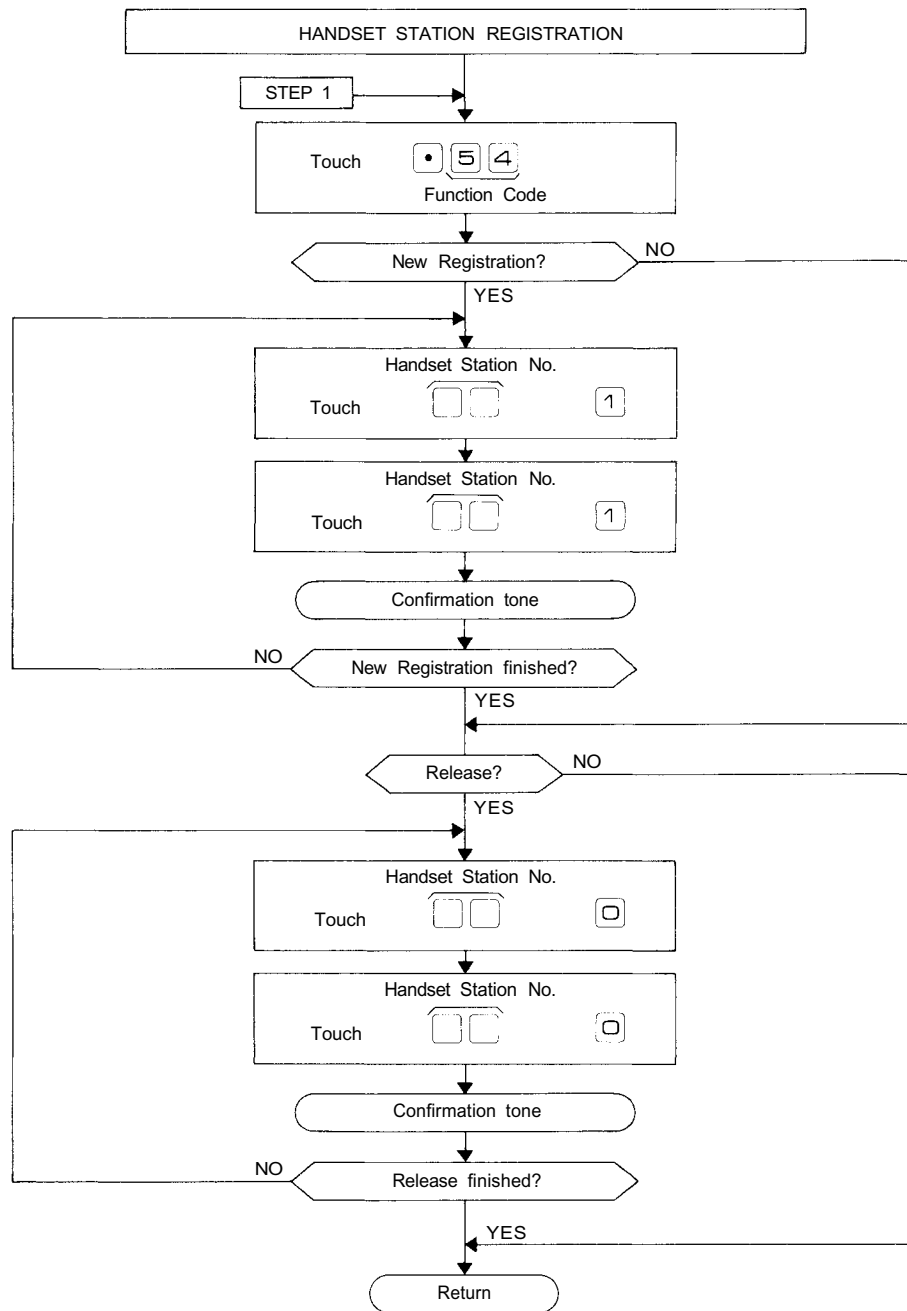 HANDSET STATION REGISTRATION
STEP 1
Touch • 5 4
Function Code
New Registration? NO
YES
Handset Station No.
Touch 1
Handset Station No.
Touch 1
Confirmation tone
NO New Registration finished?
YES
Release? NO
YES
Handset Station No.
Touch 0
Handset Station No.
Touch 0
Confirmation tone
NO Release finished?
YES
Return